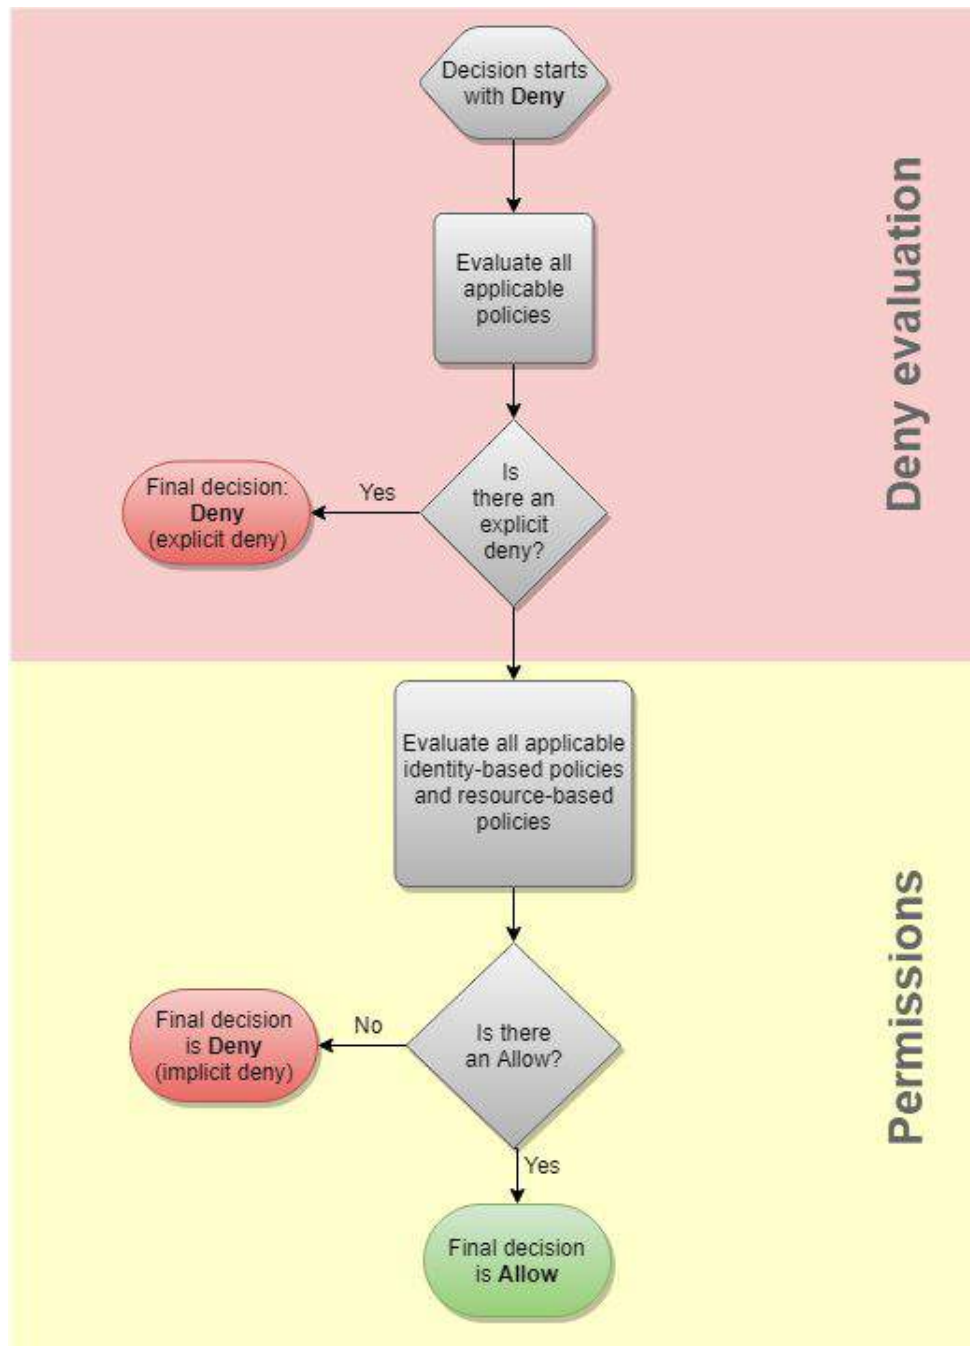 Decision starts
with Deny
Deny evaluation
Evaluate all
applicable
policies
Is
there an
explicit
deny?
Yes
Final decision:
Deny
(explicit deny)
Evaluate all applicable
identity-based policies
and resource-based
policies
Permissions
Is there
an Allow?
No
Final decision
is Deny
(implicit deny)
Yes
Final decision
is Allow